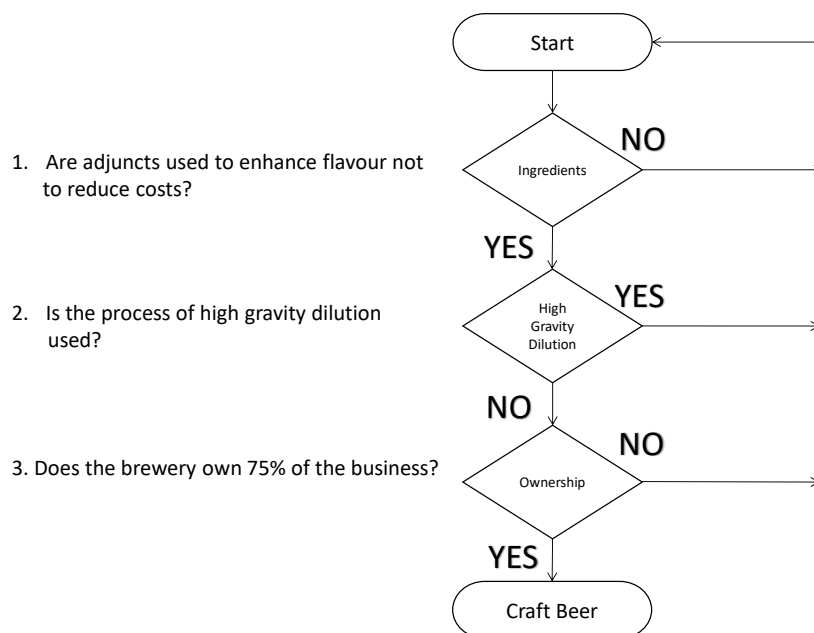 Start
NO
1. Are adjuncts used to enhance flavour not
to reduce costs?
Ingredients
YES
2. Is the process of high gravity dilution
used?
High
Gravity
Dilution
YES
NO
3. Does the brewery own 75% of the business?
Ownership
NO
YES
Craft Beer